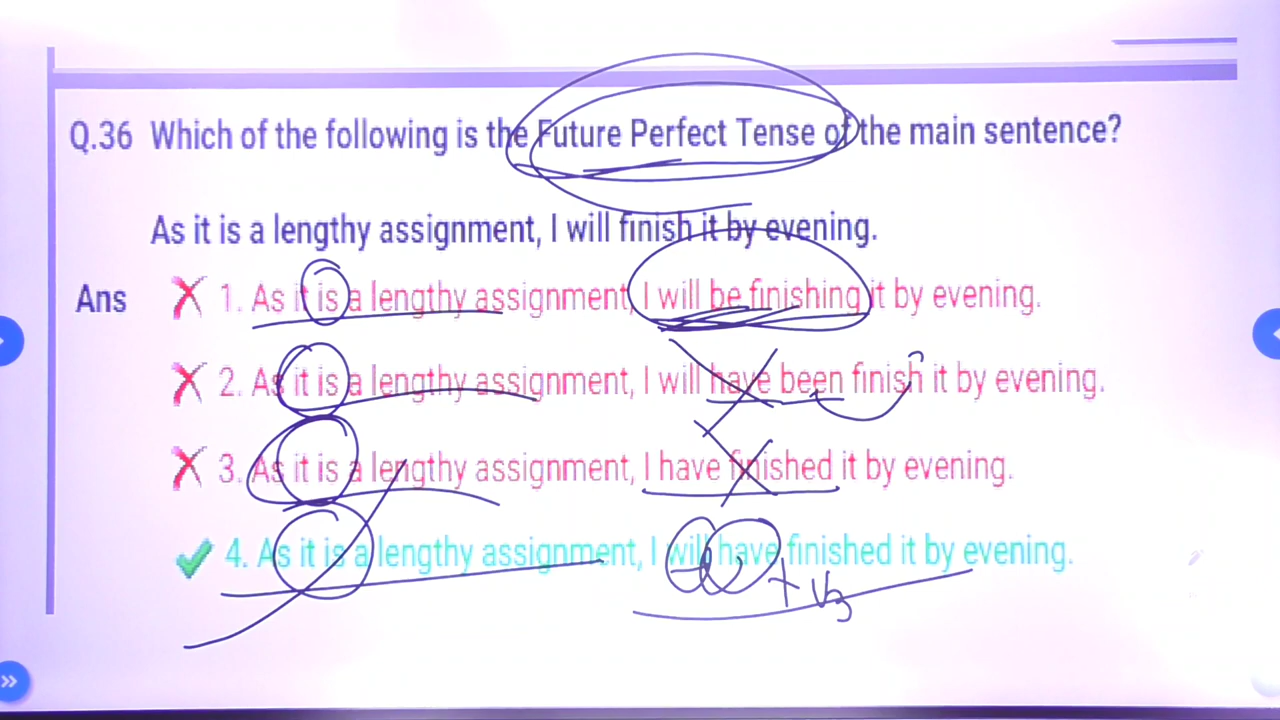 Q.36 Which of the following is the Future Perfect Tense of the main sentence?
As it is a lengthy assignment, I will finish it by evening.
Ans 1. As it is a lengthy assignment, I will be finishing it by evening.
2. As it is a lengthy assignment, I will have been finish it by evening.
3. As it is a lengthy assignment, I have finished it by evening.
4. As it is a lengthy assignment, I will have finished it by evening.
+ V3